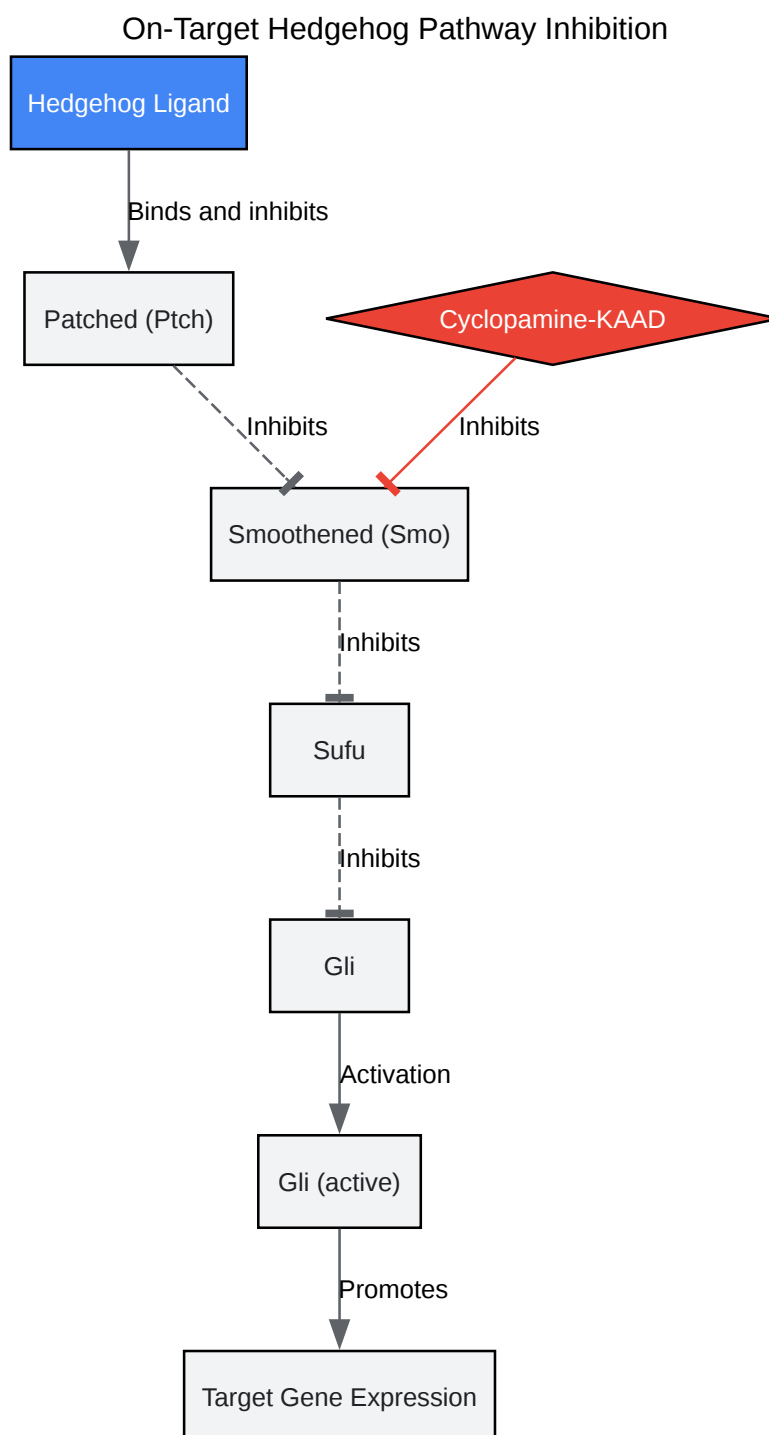 On-Target Hedgehog Pathway Inhibition
Hedgehog Ligand
Binds and inhibits
Patched (Ptch)
Cyclopamine-KAAD
Inhibits
Inhibits
Smoothened (Smo)
Inhibits
Sufu
Inhibits
Gli
Activation
Gli (active)
Promotes
Target Gene Expression